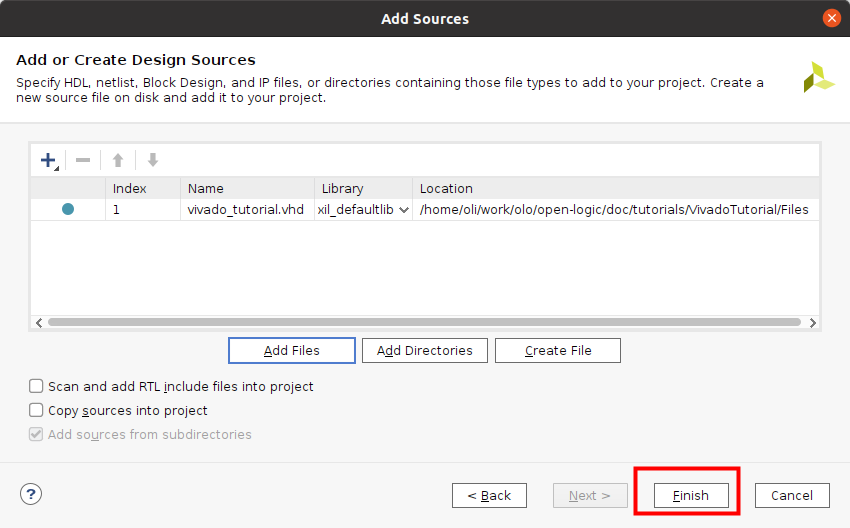 Add Sources
Add or Create Design Sources
Specify HDL, netlist, Block Design, and IP files, or directories containing those file types to add to your project. Create a
new source file on disk and add it to your project.
Index Name Library Location
1 vivado_tutorial.vhd xil_defaultlib /home/oli/work/olo/open-logic/doc/tutorials/VivadoTutorial/Files
Add Files Add Directories Create File
Scan and add RTL include files into project
Copy sources into project
Add sources from subdirectories
? < Back Next > Finish Cancel